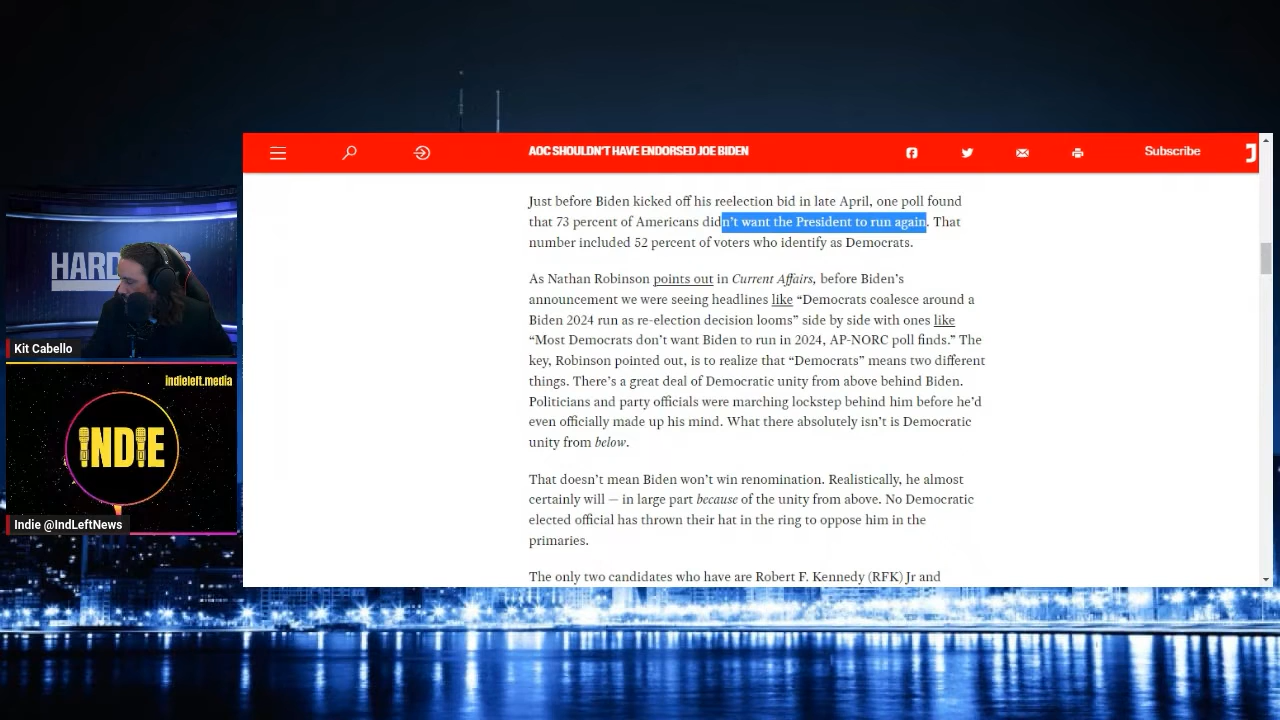 AOC SHOULDN'T HAVE ENDORSED JOE BIDEN
Subscribe
J
Just before Biden kicked off his reelection bid in late April, one poll found
that 73 percent of Americans didn't want the President to run again. That
number included 52 percent of voters who identify as Democrats.
As Nathan Robinson points out in Current Affairs, before Biden's
announcement we were seeing headlines like “Democrats coalesce around a
Biden 2024 run as re-election decision looms” side by side with ones like
“Most Democrats don't want Biden to run in 2024, AP-NORC poll finds.” The
key, Robinson pointed out, is to realize that “Democrats” means two different
things. There's a great deal of Democratic unity from above behind Biden.
Politicians and party officials were marching lockstep behind him before he'd
even officially made up his mind. What there absolutely isn't is Democratic
unity from below.
That doesn't mean Biden won't win renomination. Realistically, he almost
certainly will — in large part because of the unity from above. No Democratic
elected official has thrown their hat in the ring to oppose him in the
primaries.
The only two candidates who have are Robert F. Kennedy (RFK) Jr and
Kit Cabello
indieleft.media
INDIE
Indie @IndLeftNews